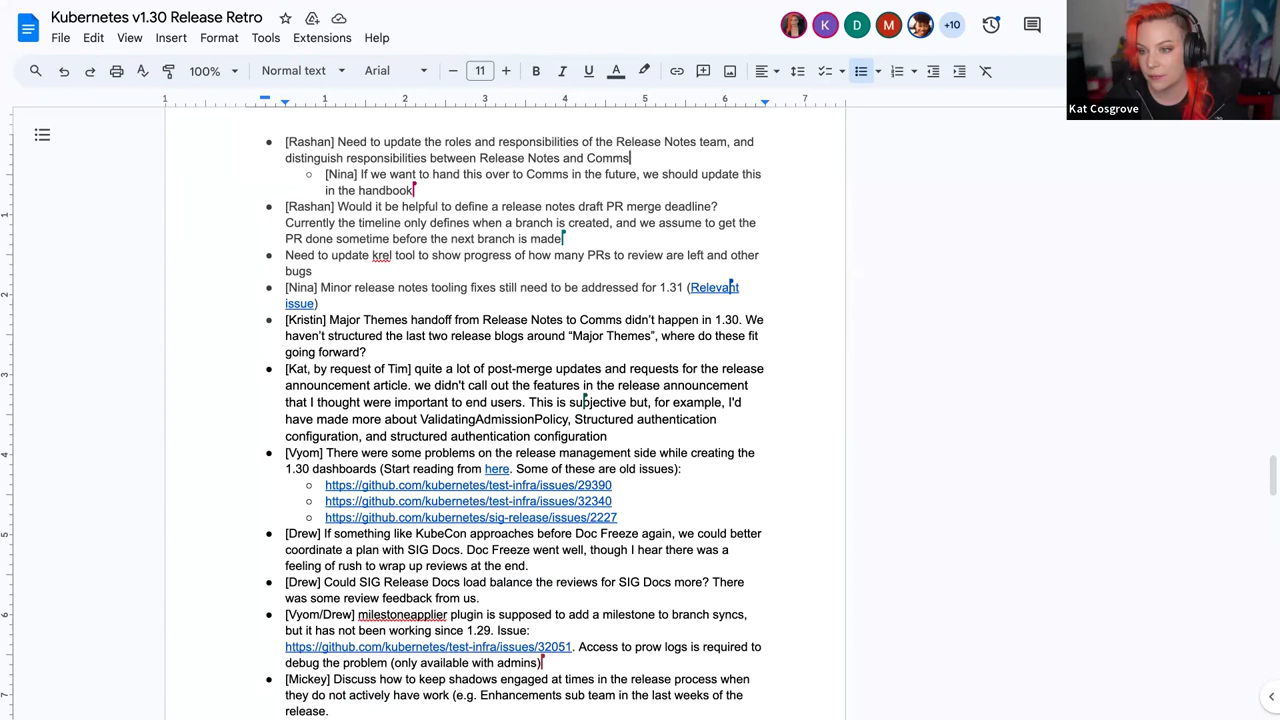 Kubernetes v1.30 Release Retro
File Edit View Insert Format Tools Extensions Help
K D M +10
100% Normal text Arial 11 B I U A
1 1 2 3 4 5 6 7
[Rashan] Need to update the roles and responsibilities of the Release Notes team, and
distinguish responsibilities between Release Notes and Comms
[Nina] If we want to hand this over to Comms in the future, we should update this
in the handbook
[Rashan] Would it be helpful to define a release notes draft PR merge deadline?
Currently the timeline only defines when a branch is created, and we assume to get the
PR done sometime before the next branch is made
Need to update krel tool to show progress of how many PRs to review are left and other
bugs
[Nina] Minor release notes tooling fixes still need to be addressed for 1.31 (Relevant
issue)
[Kristin] Major Themes handoff from Release Notes to Comms didn't happen in 1.30. We
haven't structured the last two release blogs around “Major Themes”, where do these fit
going forward?
[Kat, by request of Tim] quite a lot of post-merge updates and requests for the release
announcement article. we didn't call out the features in the release announcement
that I thought were important to end users. This is subjective but, for example, I'd
have made more about ValidatingAdmissionPolicy, Structured authentication
configuration, and structured authentication configuration
[Vyom] There were some problems on the release management side while creating the
1.30 dashboards (Start reading from here. Some of these are old issues):
https://github.com/kubernetes/test-infra/issues/29390
https://github.com/kubernetes/test-infra/issues/32340
https://github.com/kubernetes/sig-release/issues/2227
[Drew] If something like KubeCon approaches before Doc Freeze again, we could better
coordinate a plan with SIG Docs. Doc Freeze went well, though I hear there was a
feeling of rush to wrap up reviews at the end.
[Drew] Could SIG Release Docs load balance the reviews for SIG Docs more? There
was some review feedback from us.
[Vyom/Drew] milestoneapplier plugin is supposed to add a milestone to branch syncs,
but it has not been working since 1.29. Issue:
https://github.com/kubernetes/test-infra/issues/32051. Access to prow logs is required to
debug the problem (only available with admins)
[Mickey] Discuss how to keep shadows engaged at times in the release process when
they do not actively have work (e.g. Enhancements sub team in the last weeks of the
release.
1
2
3
4
5
6
7
Kat Cosgrove